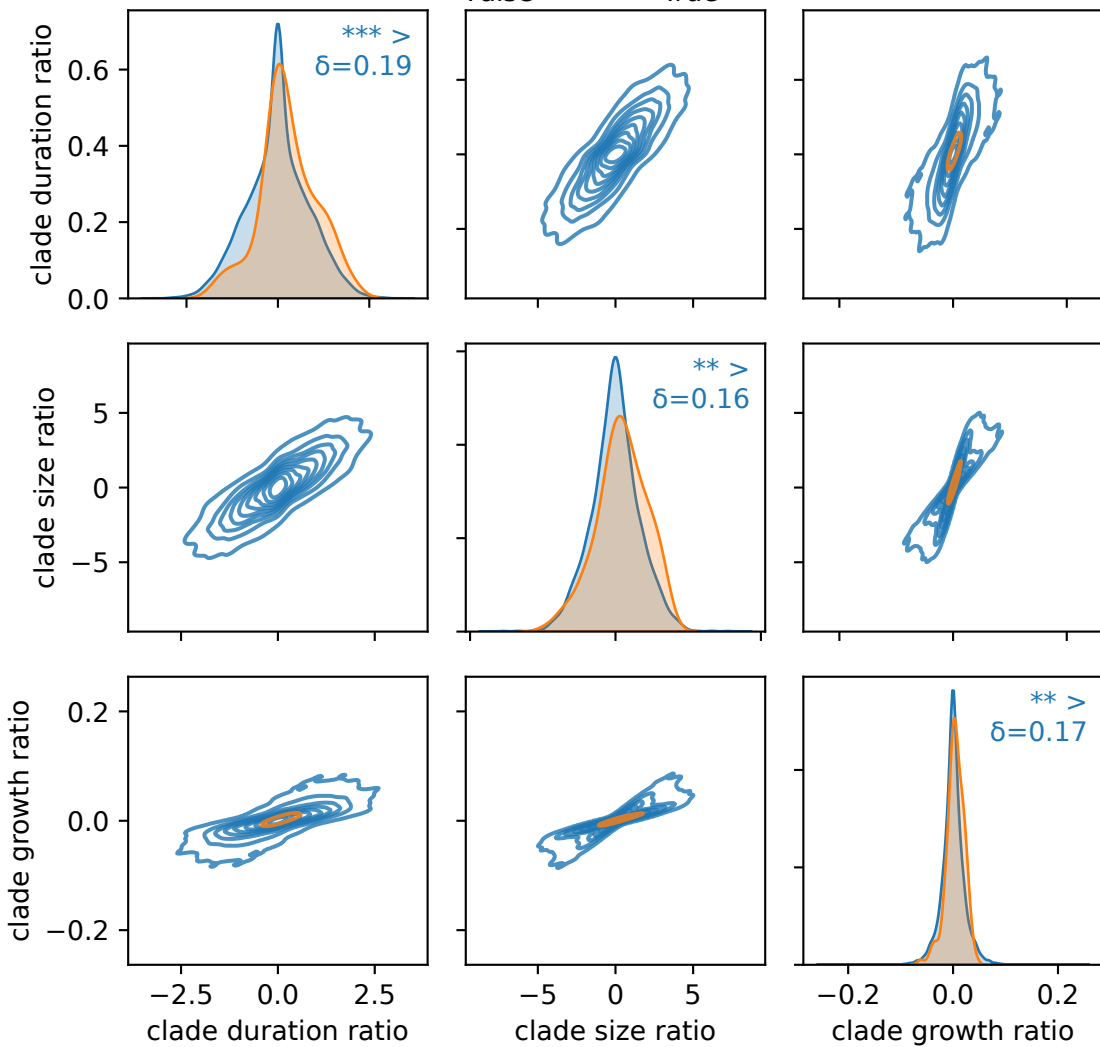 clade duration ratio
0.6
0.4
0.2
0.0
*** >
δ=0.19
clade size ratio
5
0
−5
** >
δ=0.16
clade growth ratio
0.2
0.0
−0.2
** >
δ=0.17
−2.5 0.0 2.5
−5 0 5
−0.2 0.0 0.2
clade duration ratio
clade size ratio
clade growth ratio